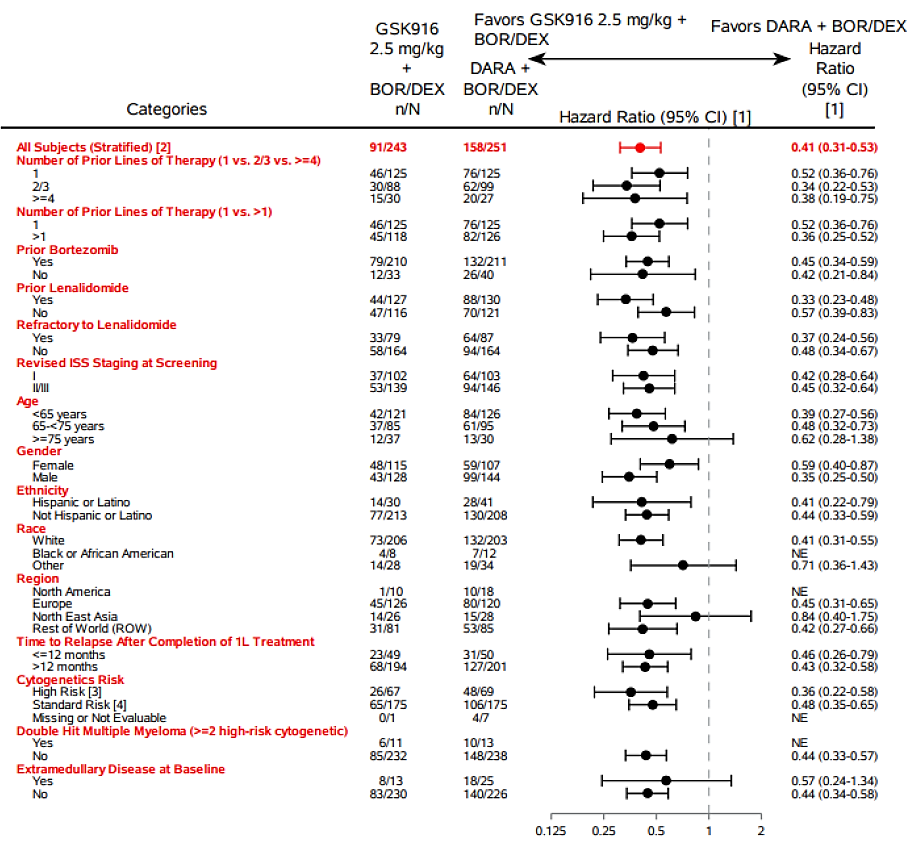 GSK916
2.5 mg/kg
+
BOR/DEX
n/N
DARA +
BOR/DEX
n/N
Favors GSK916 2.5 mg/kg +
BOR/DEX
Favors DARA + BOR/DEX
Hazard
Ratio
(95% CI)
[1]
Categories
Hazard Ratio (95% CI) [1]
All Subjects (Stratified) [2] 91/243 158/251 0.41 (0.31-0.53)
Number of Prior Lines of Therapy (1 vs. 2/3 vs. >=4)
1 46/125 76/125 0.52 (0.36-0.76)
2/3 30/88 62/99 0.34 (0.22-0.53)
>=4 15/30 20/27 0.38 (0.19-0.75)
Number of Prior Lines of Therapy (1 vs. >1)
1 46/125 76/125 0.52 (0.36-0.76)
>1 45/118 82/126 0.36 (0.25-0.52)
Prior Bortezomib
Yes 79/210 132/211 0.45 (0.34-0.59)
No 12/33 26/40 0.42 (0.21-0.84)
Prior Lenalidomide
Yes 44/127 88/130 0.33 (0.23-0.48)
No 47/116 70/121 0.57 (0.39-0.83)
Refractory to Lenalidomide
Yes 33/79 64/87 0.37 (0.24-0.56)
No 58/164 94/164 0.48 (0.34-0.67)
Revised ISS Staging at Screening
I 37/102 64/103 0.42 (0.28-0.64)
II/III 53/139 94/146 0.45 (0.32-0.64)
Age
<65 years 42/121 84/126 0.39 (0.27-0.56)
65-<75 years 37/85 61/95 0.48 (0.32-0.73)
>=75 years 12/37 13/30 0.62 (0.28-1.38)
Gender
Female 48/115 59/107 0.59 (0.40-0.87)
Male 43/128 99/144 0.35 (0.25-0.50)
Ethnicity
Hispanic or Latino 14/30 28/41 0.41 (0.22-0.79)
Not Hispanic or Latino 77/213 130/208 0.44 (0.33-0.59)
Race
White 73/206 132/203 0.41 (0.31-0.55)
Black or African American 4/8 7/12 NE
Other 14/28 19/34 0.71 (0.36-1.43)
Region
North America 1/10 10/18 NE
Europe 45/126 80/120 0.45 (0.31-0.65)
North East Asia 14/26 15/28 0.84 (0.40-1.75)
Rest of World (ROW) 31/81 53/85 0.42 (0.27-0.66)
Time to Relapse After Completion of 1L Treatment
<=12 months 23/49 31/50 0.46 (0.26-0.79)
>12 months 68/194 127/201 0.43 (0.32-0.58)
Cytogenetics Risk
High Risk [3] 26/67 48/69 0.36 (0.22-0.58)
Standard Risk [4] 65/175 106/175 0.48 (0.35-0.65)
Missing or Not Evaluable 0/1 4/7 NE
Double Hit Multiple Myeloma (>=2 high-risk cytogenetic)
Yes 6/11 10/13 NE
No 85/232 148/238 0.44 (0.33-0.57)
Extramedullary Disease at Baseline
Yes 8/13 18/25 0.57 (0.24-1.34)
No 83/230 140/226 0.44 (0.34-0.58)
0.125 0.25 0.5 1 2